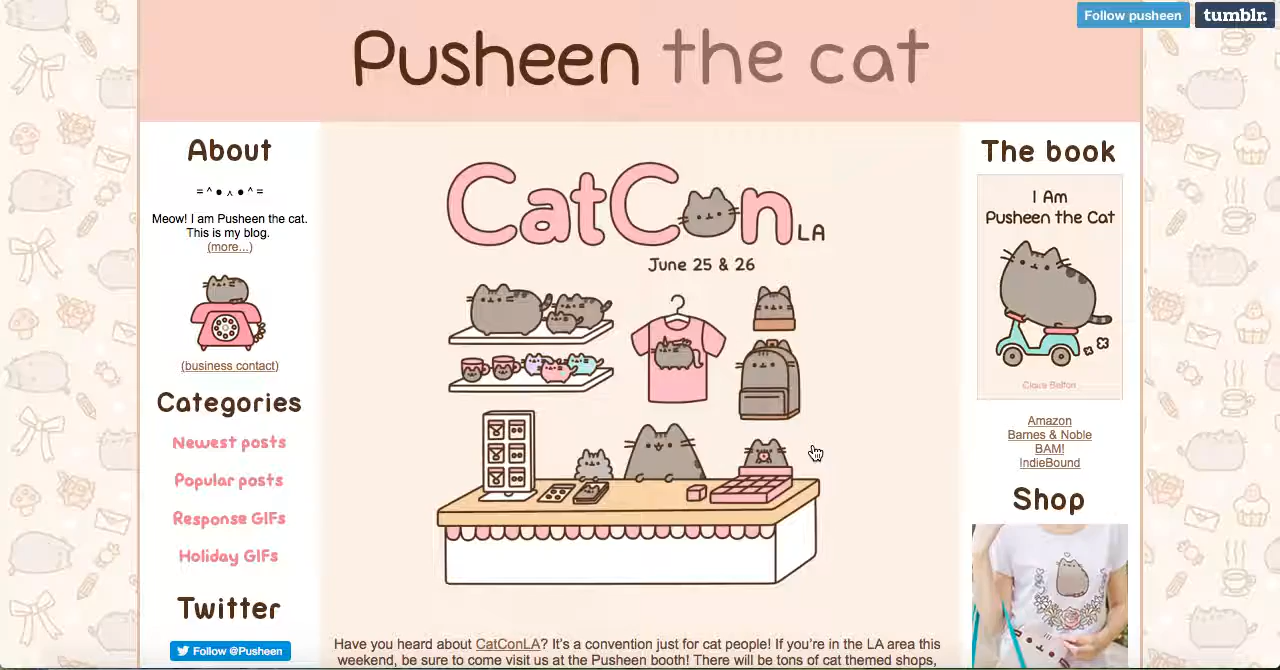 Follow pusheen
tumblr.
Pusheen the cat
About
=^●ㅅ●^=
Meow! I am Pusheen the cat.
This is my blog.
(more...)
(business contact)
Categories
Newest posts
Popular posts
Response GIFs
Holiday GIFs
Twitter
Follow @Pusheen
CatCon LA
June 25 & 26
Have you heard about CatConLA? It's a convention just for cat people! If you're in the LA area this
weekend, be sure to come visit us at the Pusheen booth! There will be tons of cat themed shops,
The book
I Am
Pusheen the Cat
Claire Belton
Amazon
Barnes & Noble
BAM!
IndieBound
Shop